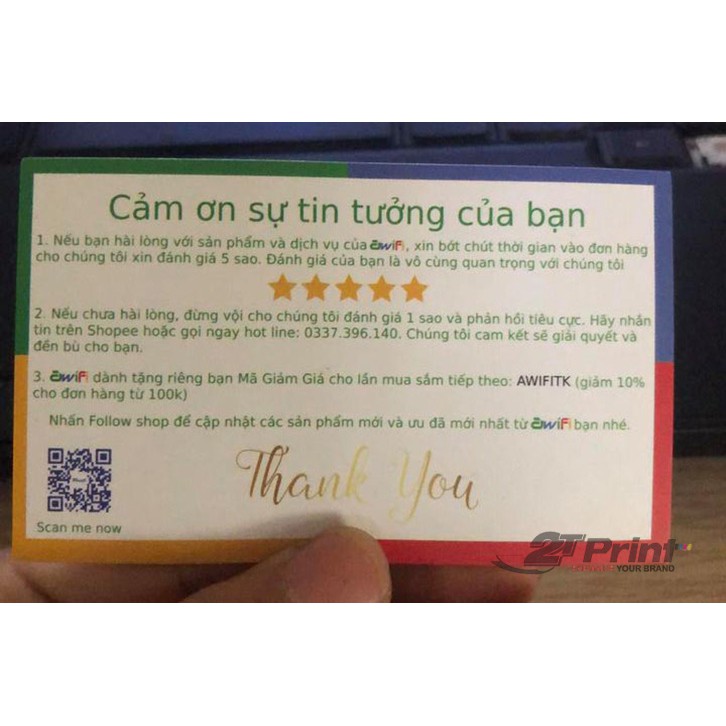 Cảm ơn sự tin tưởng của bạn
1. Nếu bạn hài lòng với sản phẩm và dịch vụ của awiFi, xin bớt chút thời gian vào đơn hàng
cho chúng tôi xin đánh giá 5 sao. Đánh giá của bạn là vô cùng quan trọng với chúng tôi
2. Nếu chưa hài lòng, đừng vội cho chúng tôi đánh giá 1 sao và phản hồi tiêu cực. Hãy nhắn
tin trên Shopee hoặc gọi ngay hot line: 0337.396.140. Chúng tôi cam kết sẽ giải quyết và
đền bù cho bạn.
3. awiFi dành tặng riêng bạn Mã Giảm Giá cho lần mua sắm tiếp theo: AWIFITK (giảm 10%
cho đơn hàng từ 100k)
Nhấn Follow shop để cập nhật các sản phẩm mới và ưu đã mới nhất từ awiFi bạn nhé.
Thank You
Scan me now
2T Print
YOUR BRAND